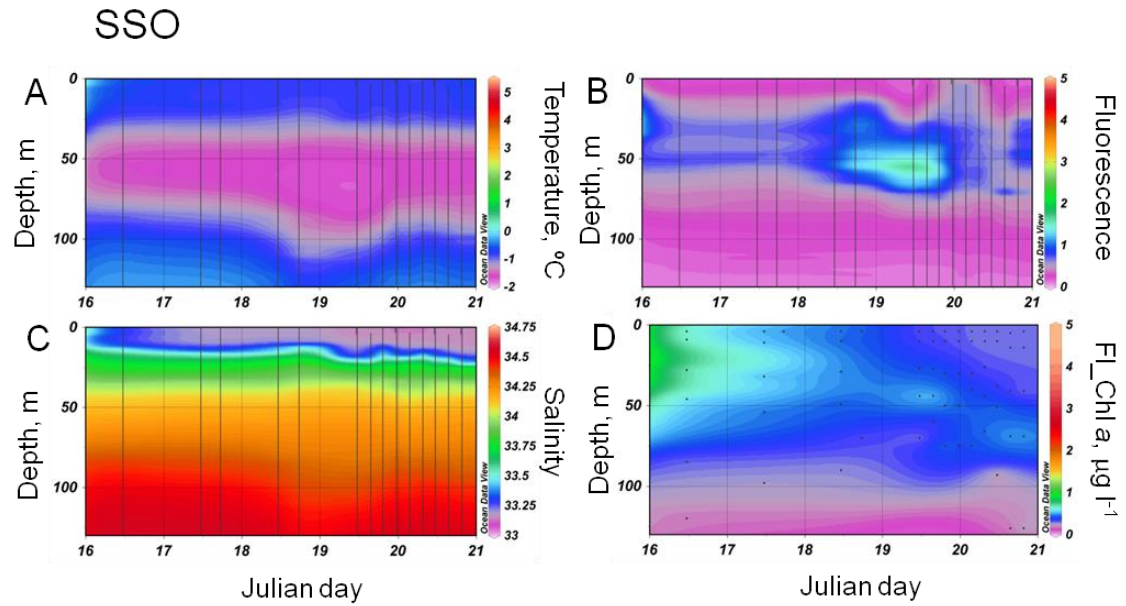 SSO
A
0
50
100
Depth, m
16 17 18 19 20 21
5
4
3
2
1
0
-1
-2
Ocean Data View
Temperature, ºC
B
0
50
100
Depth, m
16 17 18 19 20 21
5
4
3
2
1
0
Ocean Data View
Fluorescence
C
0
50
100
Depth, m
16 17 18 19 20 21
Julian day
34.75
34.5
34.25
34
33.75
33.5
33.25
33
Ocean Data View
Salinity
D
0
50
100
Depth, m
16 17 18 19 20 21
Julian day
5
4
3
2
1
0
Ocean Data View
Fl_Chl a, µg l-1